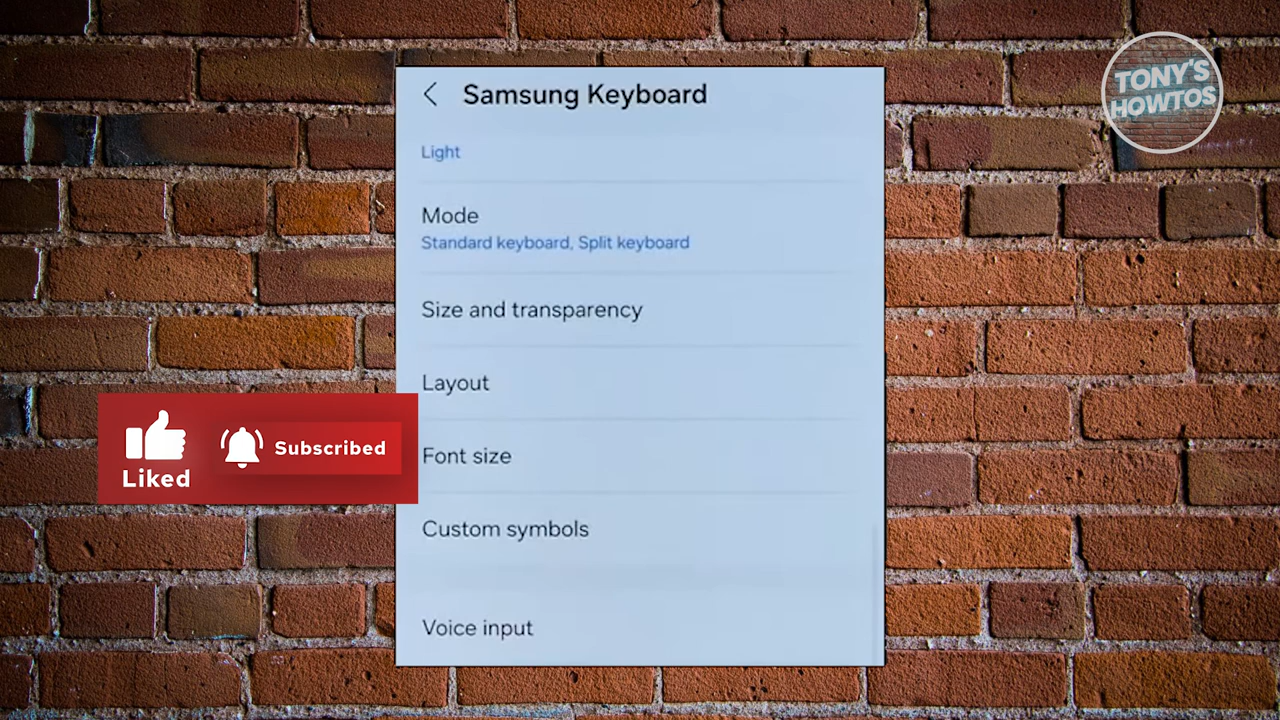 TONY'S
HOWTOS
Samsung Keyboard
Light
Mode
Standard keyboard, Split keyboard
Size and transparency
Layout
Font size
Custom symbols
Voice input
Liked
Subscribed